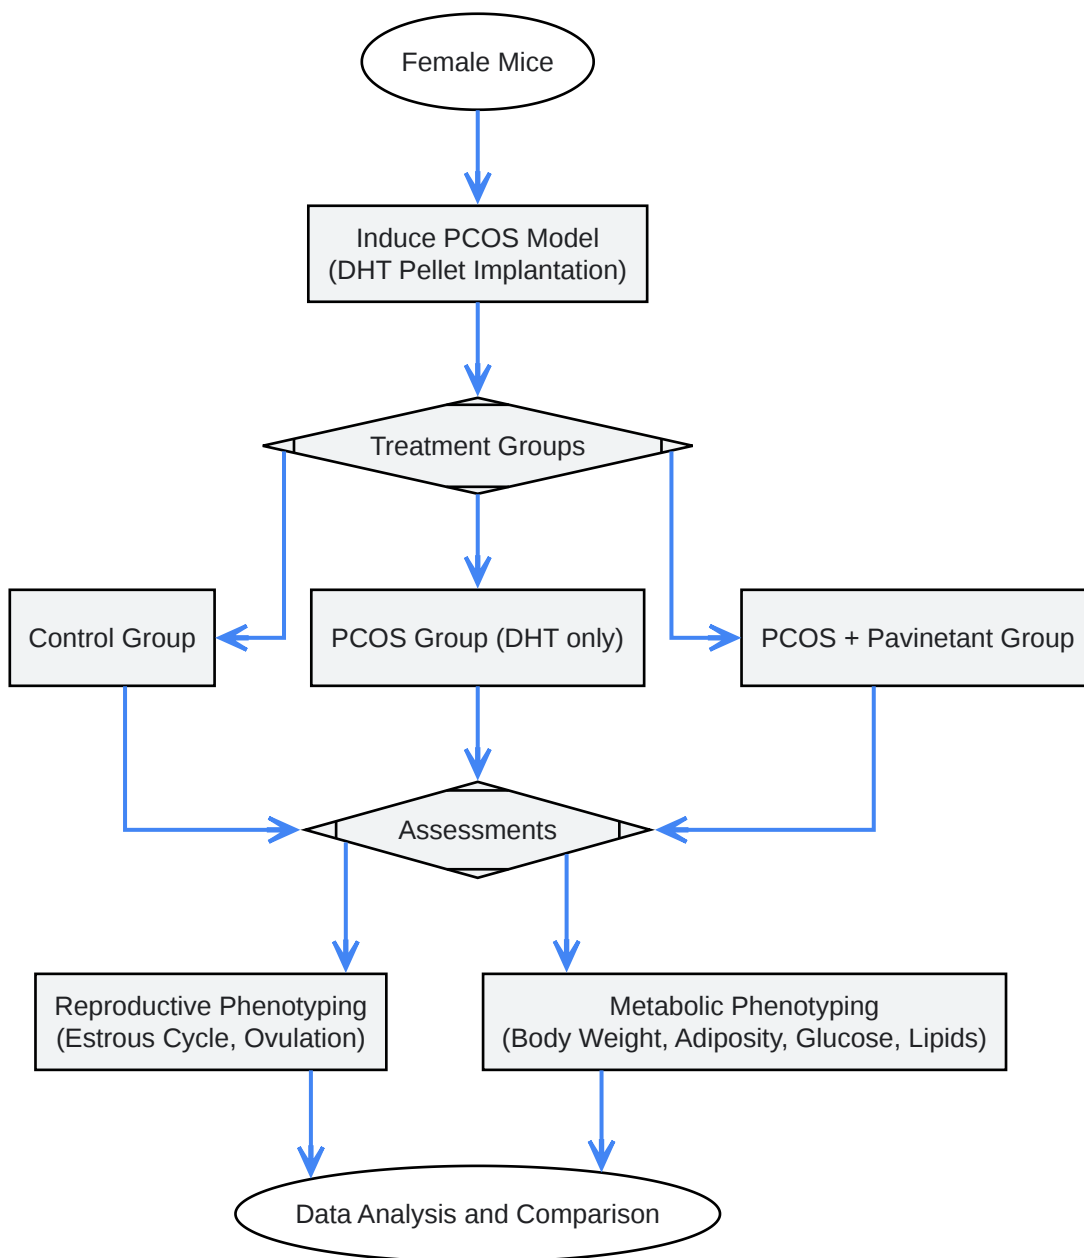 Female Mice
Induce PCOS Model
(DHT Pellet Implantation)
Treatment Groups
Control Group
PCOS Group (DHT only)
PCOS + Pavinetant Group
Assessments
Reproductive Phenotyping
(Estrous Cycle, Ovulation)
Metabolic Phenotyping
(Body Weight, Adiposity, Glucose, Lipids)
Data Analysis and Comparison